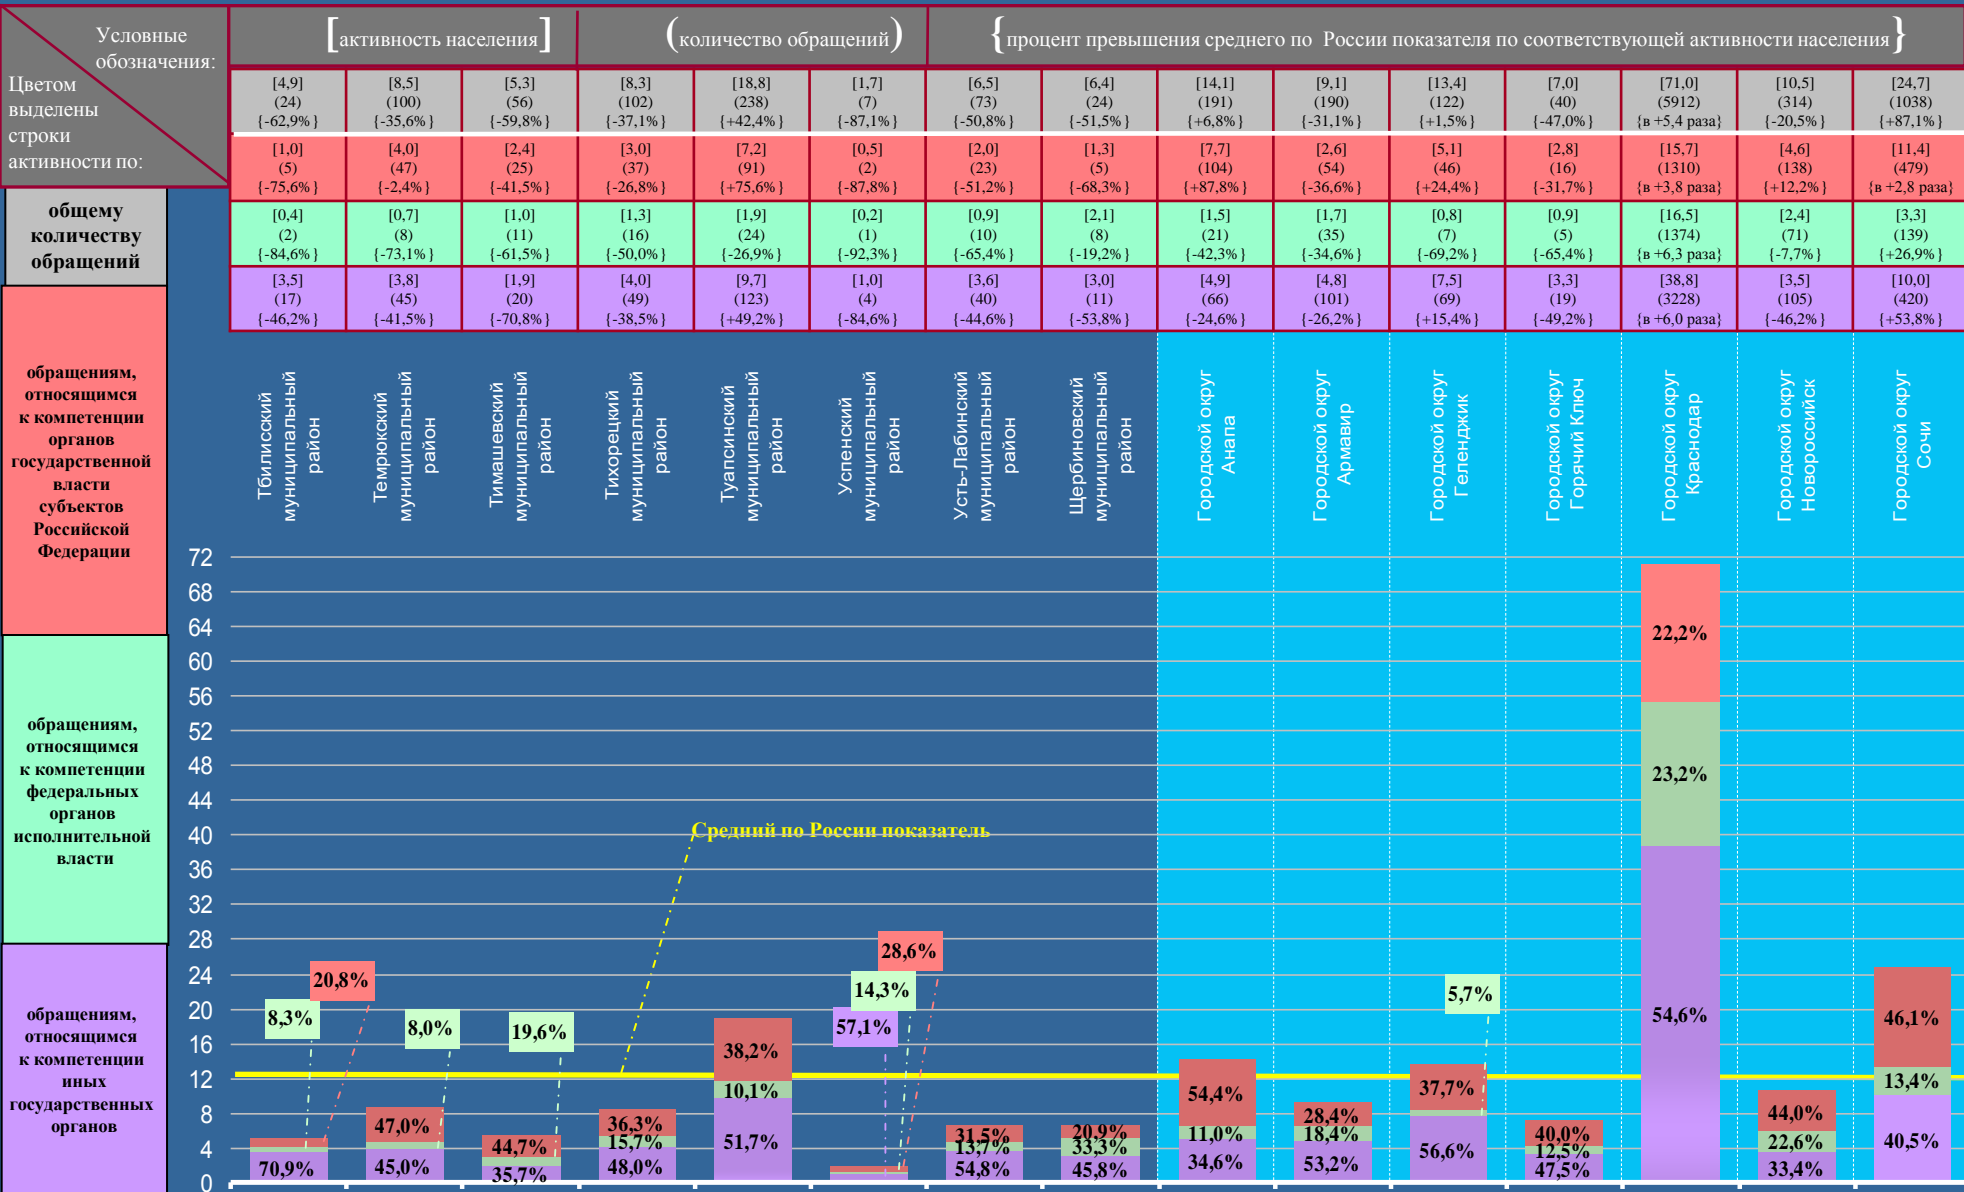 Условные
обозначения:
Цветом
выделены
строки
активности по:
[активность населения]
(количество обращений)
{процент превышения среднего по России показателя по соответствующей активности населения}
[4,9] [8,5] [5,3] [8,3] [18,8] [1,7] [6,5] [6,4] [14,1] [9,1] [13,4] [7,0] [71,0] [10,5] [24,7]
(24) (100) (56) (102) (238) (7) (73) (24) (191) (190) (122) (40) (5912) (314) (1038)
{-62,9%} {-35,6%} {-59,8%} {-37,1%} {+42,4%} {-87,1%} {-50,8%} {-51,5%} {+6,8%} {-31,1%} {+1,5%} {-47,0%} {в +5,4 раза} {-20,5%} {+87,1%}
[1,0] [4,0] [2,4] [3,0] [7,2] [0,5] [2,0] [1,3] [7,7] [2,6] [5,1] [2,8] [15,7] [4,6] [11,4]
(5) (47) (25) (37) (91) (2) (23) (5) (104) (54) (46) (16) (1310) (138) (479)
{-75,6%} {-2,4%} {-41,5%} {-26,8%} {+75,6%} {-87,8%} {-51,2%} {-68,3%} {+87,8%} {-36,6%} {+24,4%} {-31,7%} {в +3,8 раза} {+12,2%} {в +2,8 раза}
[0,4] [0,7] [1,0] [1,3] [1,9] [0,2] [0,9] [2,1] [1,5] [1,7] [0,8] [0,9] [16,5] [2,4] [3,3]
(2) (8) (11) (16) (24) (1) (10) (8) (21) (35) (7) (5) (1374) (71) (139)
{-84,6%} {-73,1%} {-61,5%} {-50,0%} {-26,9%} {-92,3%} {-65,4%} {-19,2%} {-42,3%} {-34,6%} {-69,2%} {-65,4%} {в +6,3 раза} {-7,7%} {+26,9%}
[3,5] [3,8] [1,9] [4,0] [9,7] [1,0] [3,6] [3,0] [4,9] [4,8] [7,5] [3,3] [38,8] [3,5] [10,0]
(17) (45) (20) (49) (123) (4) (40) (11) (66) (101) (69) (19) (3228) (105) (420)
{-46,2%} {-41,5%} {-70,8%} {-38,5%} {+49,2%} {-84,6%} {-44,6%} {-53,8%} {-24,6%} {-26,2%} {+15,4%} {-49,2%} {в +6,0 раза} {-46,2%} {+53,8%}
общему
количеству
обращений
обращениям,
относящимся
к компетенции
органов
государственной
власти
субъектов
Российской
Федерации
обращениям,
относящимся
к компетенции
федеральных
органов
исполнительной
власти
обращениям,
относящимся
к компетенции
иных
государственных
органов
Тбилисский
муниципальный
район
Темрюкский
муниципальный
район
Тимашевский
муниципальный
район
Тихорецкий
муниципальный
район
Туапсинский
муниципальный
район
Успенский
муниципальный
район
Усть-Лабинский
муниципальный
район
Щербиновский
муниципальный
район
Городской округ
Анапа
Городской округ
Армавир
Городской округ
Геленджик
Городской округ
Горячий Ключ
Городской округ
Краснодар
Городской округ
Новороссийск
Городской округ
Сочи
72
68
64
60
56
52
48
44
40
36
32
28
24
20
16
12
8
4
0
Средний по России показатель
20,8%
8,3%
70,9%
8,0%
47,0%
45,0%
19,6%
44,7%
35,7%
36,3%
15,7%
48,0%
38,2%
10,1%
51,7%
28,6%
14,3%
57,1%
31,5%
13,7%
54,8%
20,9%
33,3%
45,8%
54,4%
11,0%
34,6%
28,4%
18,4%
53,2%
5,7%
37,7%
56,6%
40,0%
12,5%
47,5%
22,2%
23,2%
54,6%
44,0%
22,6%
33,4%
46,1%
13,4%
40,5%